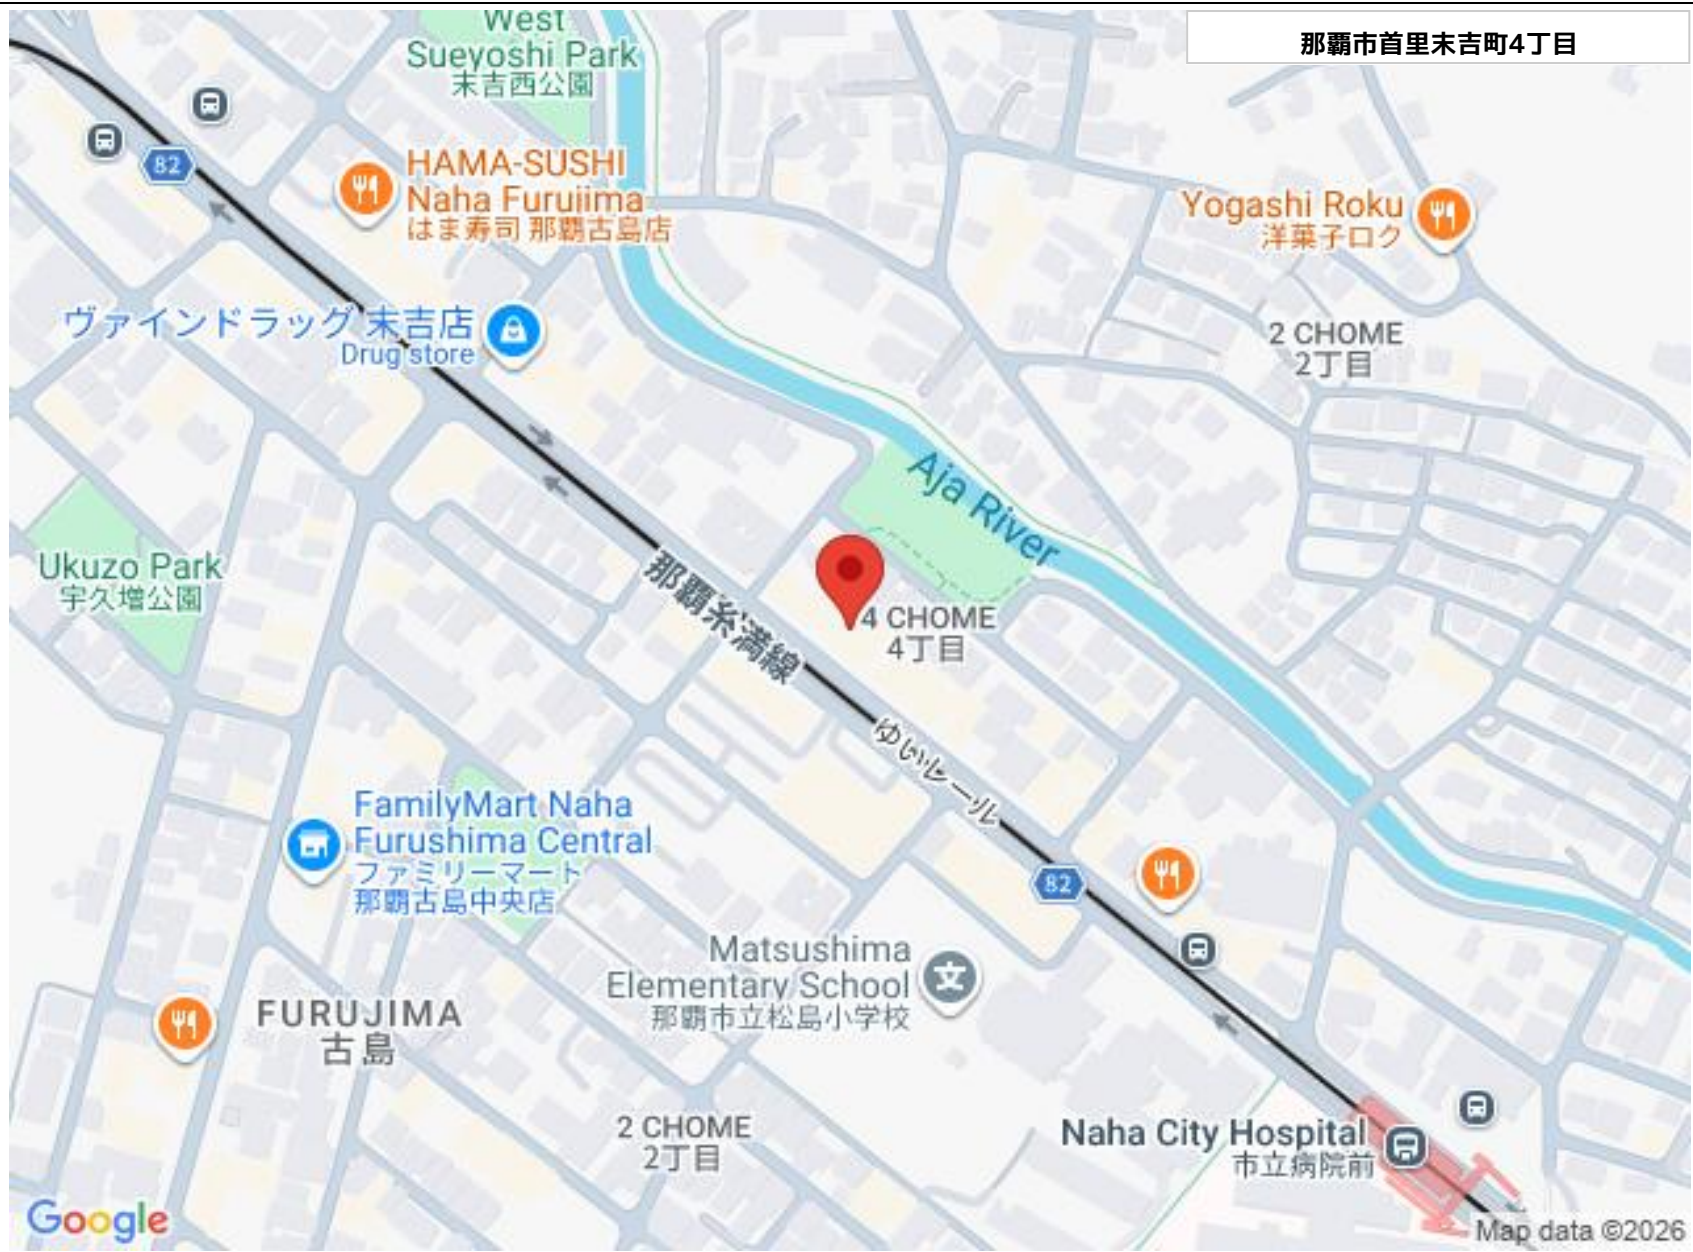 West
Sueyoshi Park
末吉西公園
那覇市首里末吉町4丁目
82
HAMA-SUSHI
Naha Furujima
はま寿司 那覇古島店
Yogashi Roku
洋菓子ロク
ヴァインドラッグ 末吉店
Drug store
2 CHOME
2丁目
Aja River
Ukuzo Park
宇久増公園
那覇糸満線
4 CHOME
4丁目
ゆいレール
FamilyMart Naha
Furushima Central
ファミリーマート
那覇古島中央店
82
Matsushima
Elementary School
那覇市立松島小学校
文
FURUJIMA
古島
2 CHOME
2丁目
Naha City Hospital
市立病院前
Google
Map data ©2026